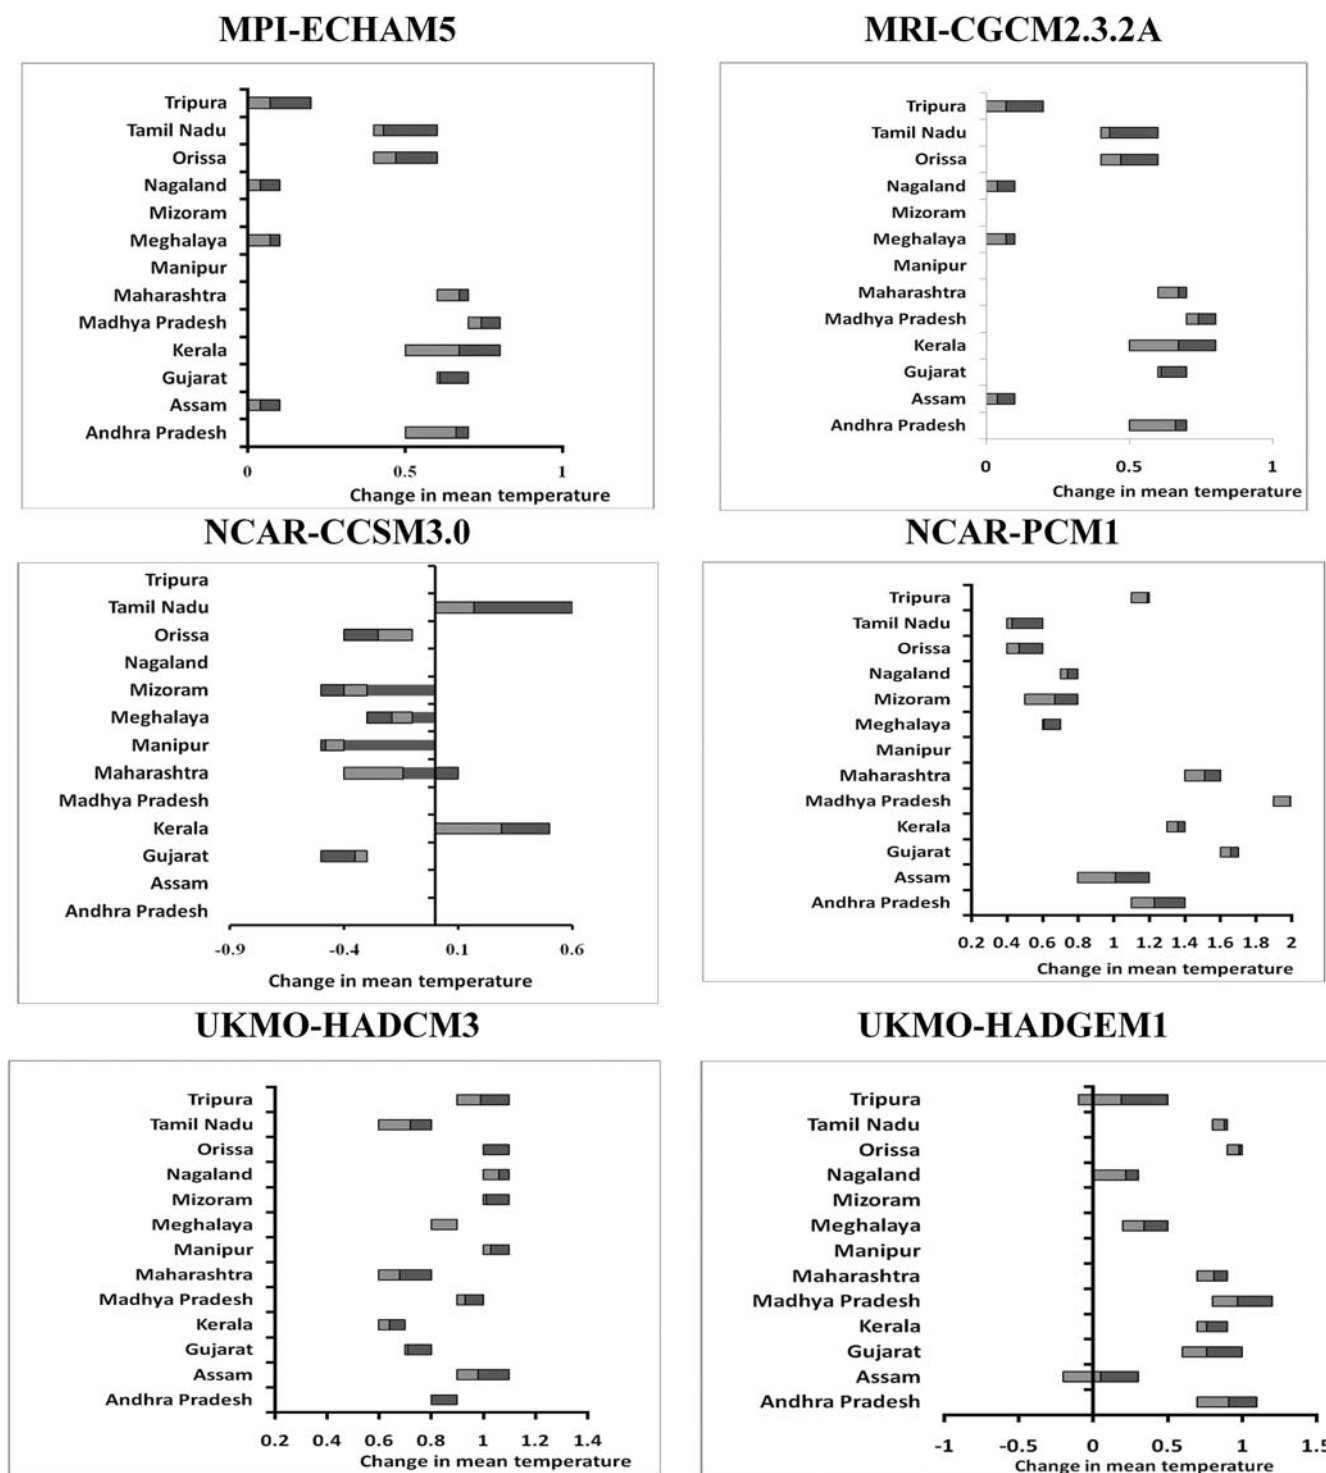 MPI-ECHAM5
Tripura
Tamil Nadu
Orissa
Nagaland
Mizoram
Meghalaya
Manipur
Maharashtra
Madhya Pradesh
Kerala
Gujarat
Assam
Andhra Pradesh
0 0.5 1
Change in mean temperature
MRI-CGCM2.3.2A
Tripura
Tamil Nadu
Orissa
Nagaland
Mizoram
Meghalaya
Manipur
Maharashtra
Madhya Pradesh
Kerala
Gujarat
Assam
Andhra Pradesh
0 0.5 1
Change in mean temperature
NCAR-CCSM3.0
Tripura
Tamil Nadu
Orissa
Nagaland
Mizoram
Meghalaya
Manipur
Maharashtra
Madhya Pradesh
Kerala
Gujarat
Assam
Andhra Pradesh
-0.9 -0.4 0.1 0.6
Change in mean temperature
NCAR-PCM1
Tripura
Tamil Nadu
Orissa
Nagaland
Mizoram
Meghalaya
Manipur
Maharashtra
Madhya Pradesh
Kerala
Gujarat
Assam
Andhra Pradesh
0.2 0.4 0.6 0.8 1 1.2 1.4 1.6 1.8 2
Change in mean temperature
UKMO-HADCM3
Tripura
Tamil Nadu
Orissa
Nagaland
Mizoram
Meghalaya
Manipur
Maharashtra
Madhya Pradesh
Kerala
Gujarat
Assam
Andhra Pradesh
0.2 0.4 0.6 0.8 1 1.2 1.4
Change in mean temperature
UKMO-HADGEM1
Tripura
Tamil Nadu
Orissa
Nagaland
Mizoram
Meghalaya
Manipur
Maharashtra
Madhya Pradesh
Kerala
Gujarat
Assam
Andhra Pradesh
-1 -0.5 0 0.5 1 1.5
Change in mean temperature